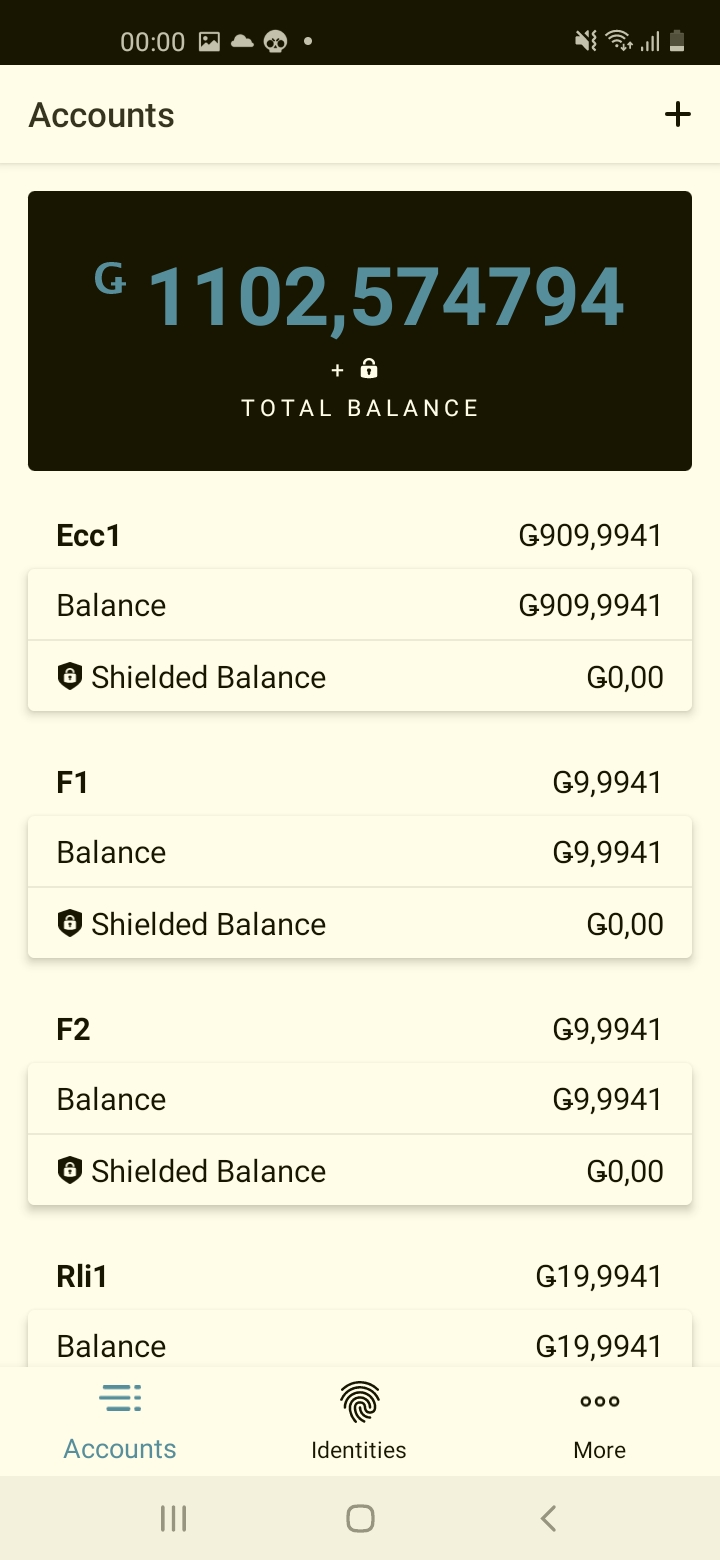 00:00
Accounts
Ǥ 1102,574794
+
TOTAL BALANCE
Ecc1 Ǥ909,9941
Balance Ǥ909,9941
Shielded Balance Ǥ0,00
F1 Ǥ9,9941
Balance Ǥ9,9941
Shielded Balance Ǥ0,00
F2 Ǥ9,9941
Balance Ǥ9,9941
Shielded Balance Ǥ0,00
Rli1 Ǥ19,9941
Balance Ǥ19,9941
Accounts Identities More